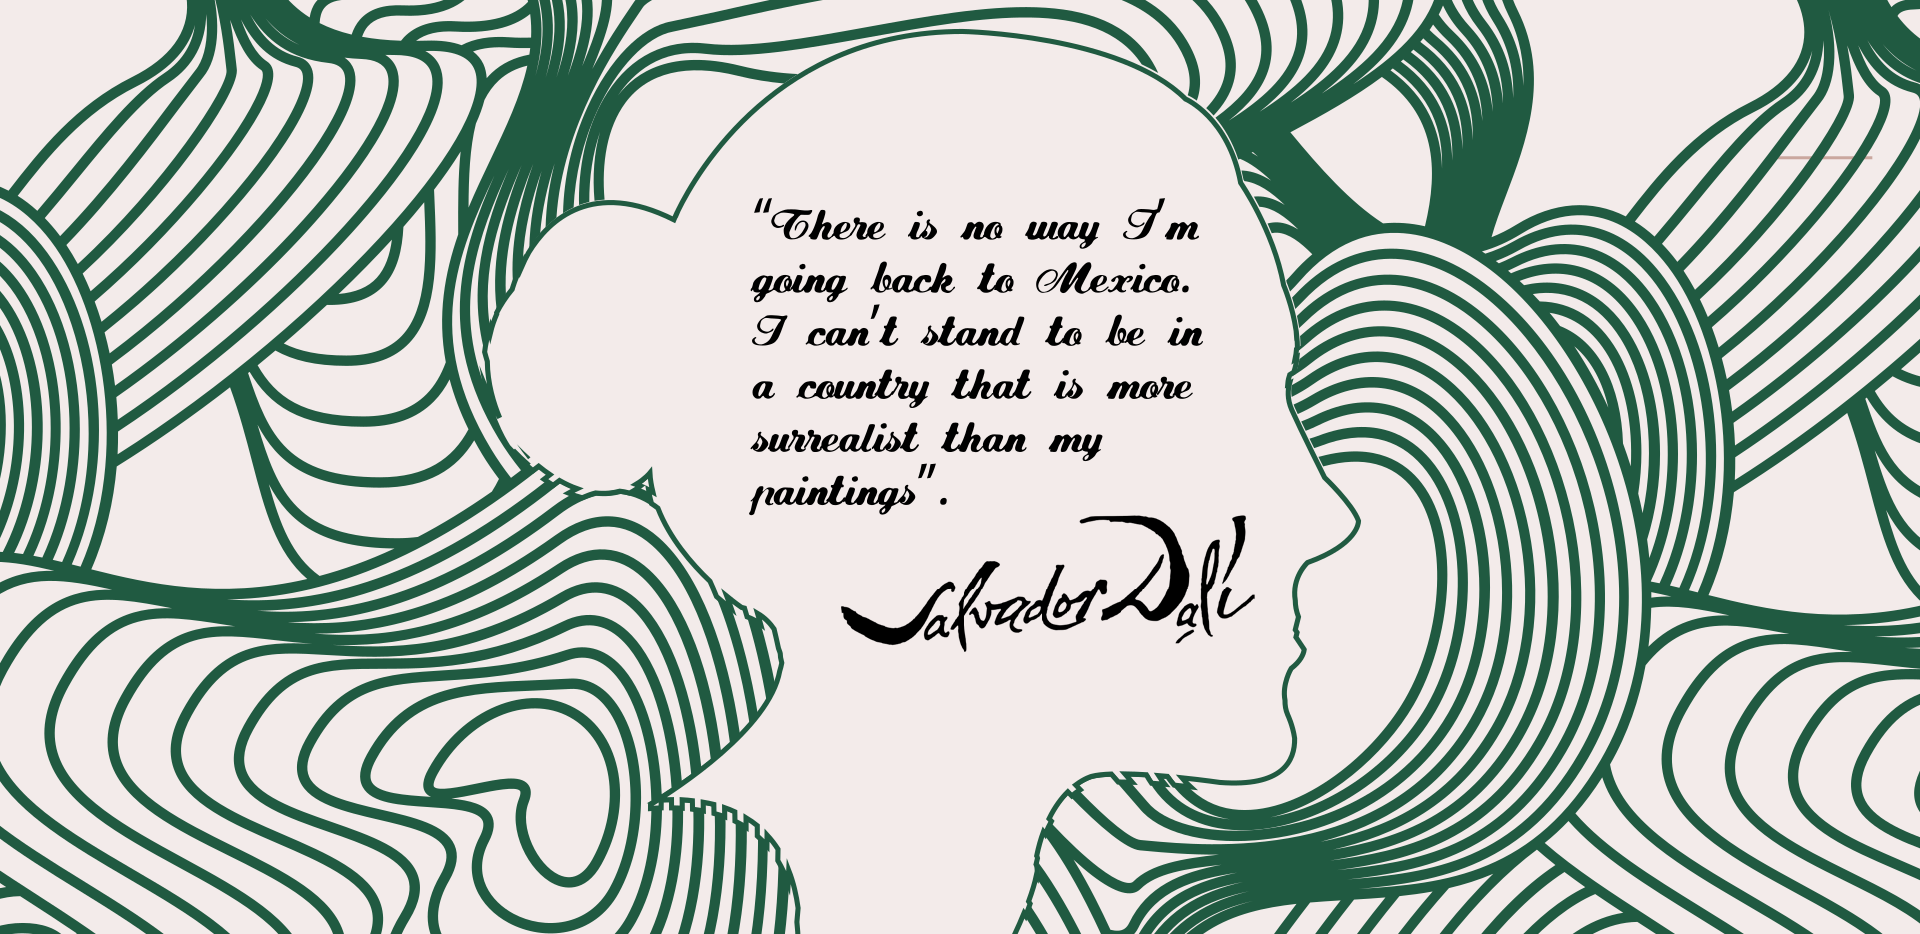 "There is no way I'm
going back to Mexico.
I can't stand to be in
a country that is more
surrealist than my
paintings".
Salvador Dalí